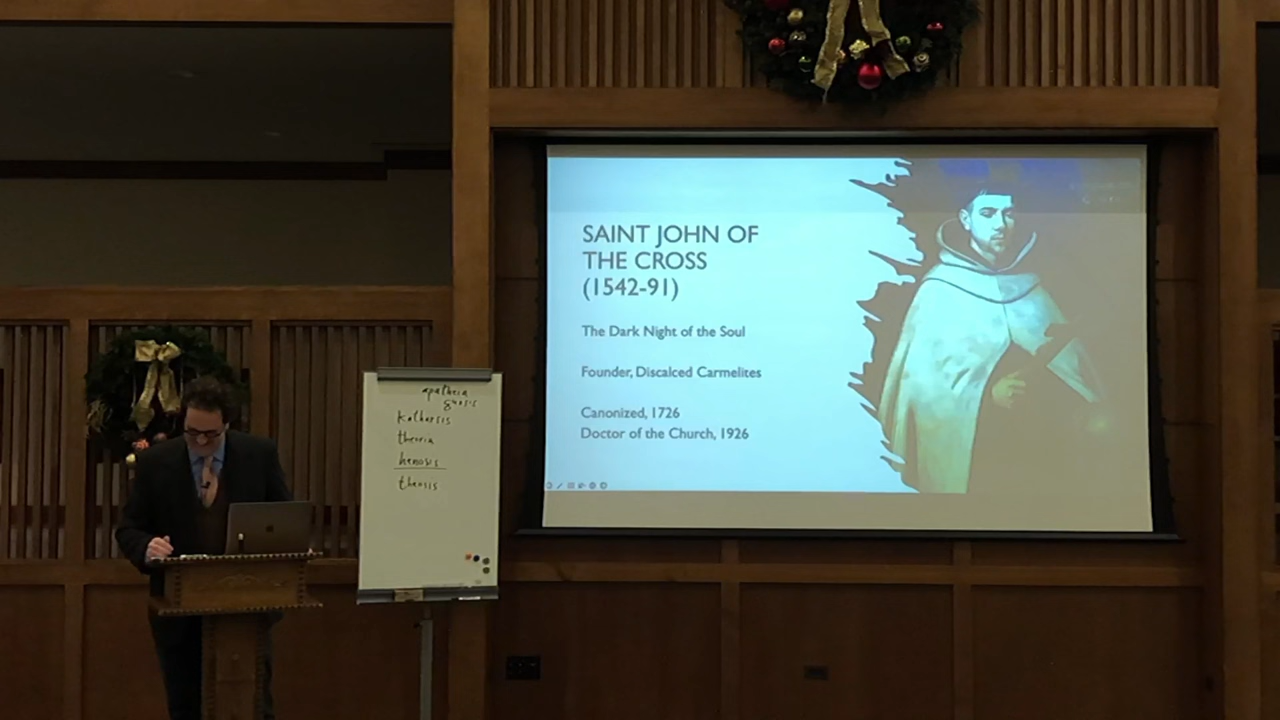 apatheia
gnosis
katharsis
theoria
henosis
theosis
SAINT JOHN OF
THE CROSS
(1542-91)
The Dark Night of the Soul
Founder, Discalced Carmelites
Canonized, 1726
Doctor of the Church, 1926